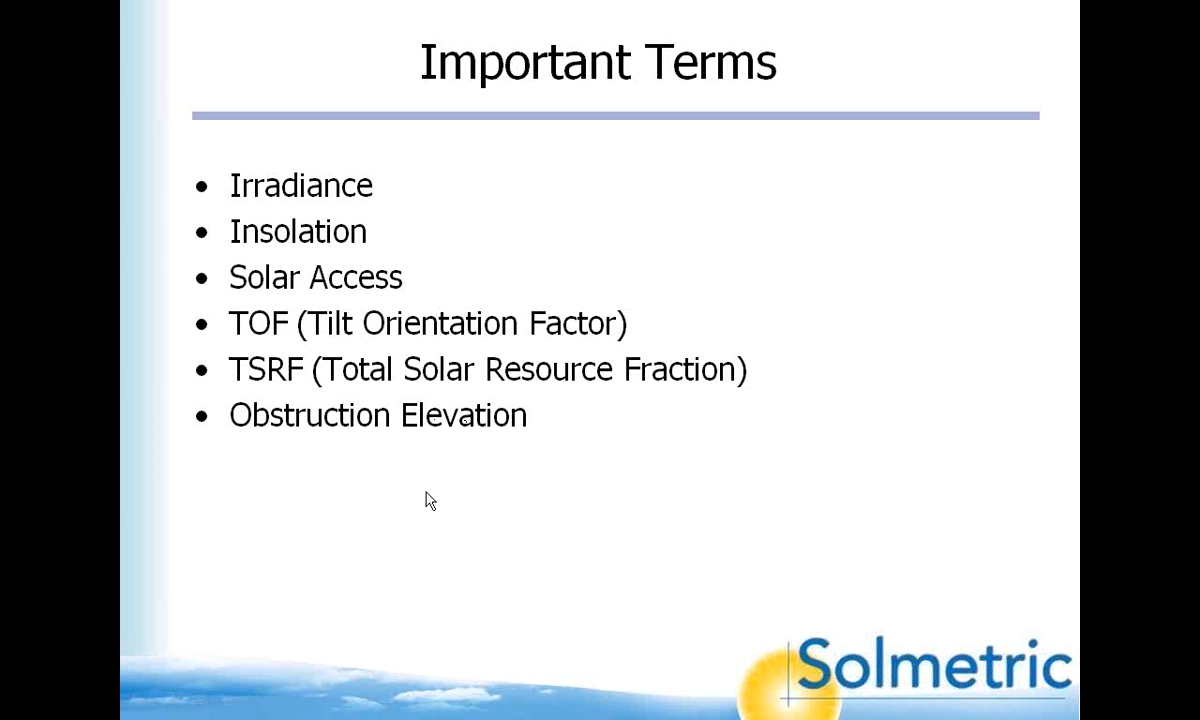 Important Terms
• Irradiance
• Insolation
• Solar Access
• TOF (Tilt Orientation Factor)
• TSRF (Total Solar Resource Fraction)
• Obstruction Elevation
Solmetric